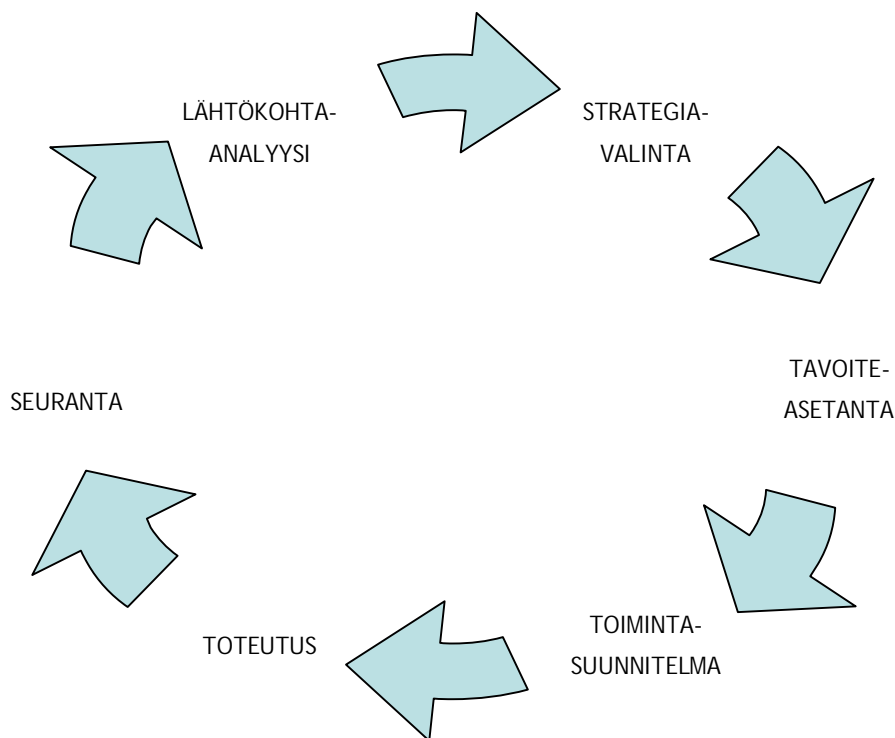 LÄHTÖKOHTA-
ANALYYSI
STRATEGIA-
VALINTA
TAVOITE-
ASETANTA
TOIMINTA-
SUUNNITELMA
TOTEUTUS
SEURANTA